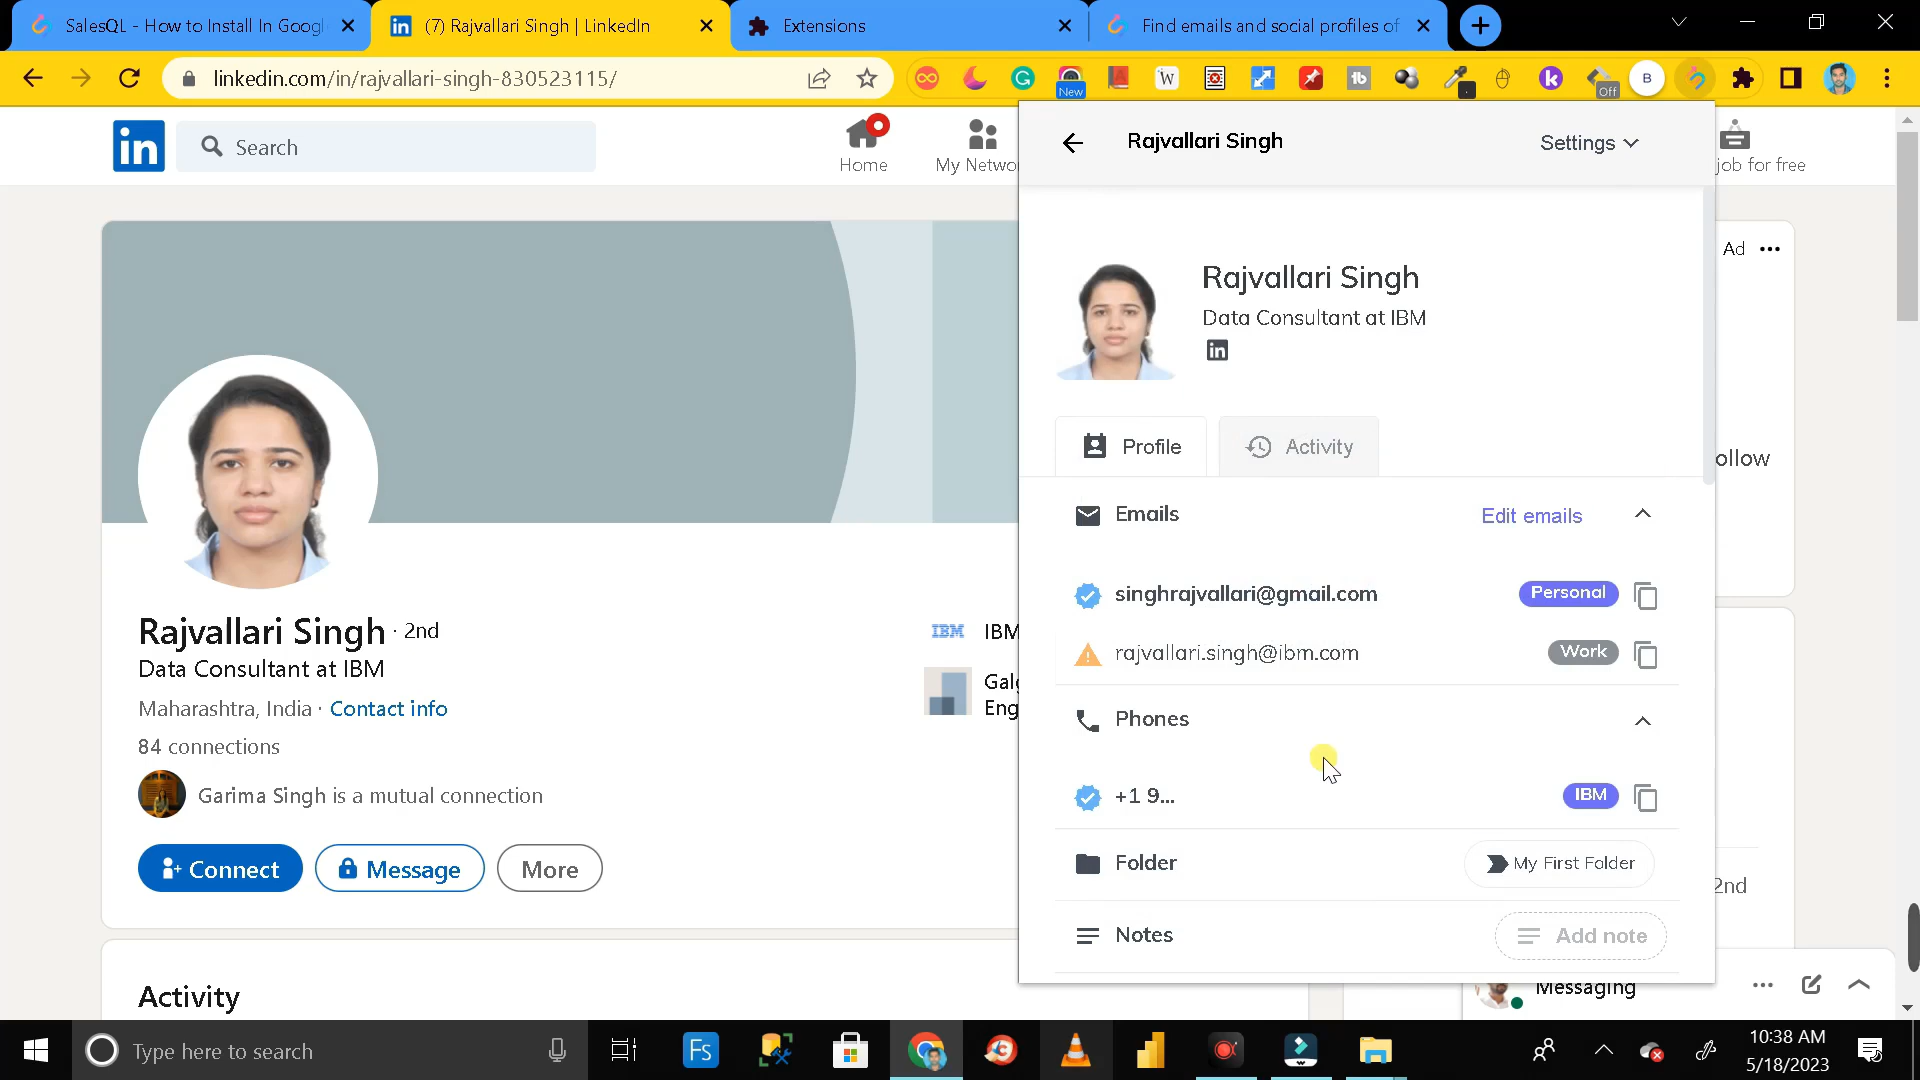 SalesQL - How to Install In Googl
(7) Rajvallari Singh | LinkedIn
Extensions
Find emails and social profiles of
linkedin.com/in/rajvallari-singh-830523115/
New
Off
B
in
Search
Home
My Netwo
job for free
Rajvallari Singh
Settings
Ad
Rajvallari Singh
Data Consultant at IBM
in
Profile
Activity
ollow
Emails
Edit emails
singhrajvallari@gmail.com
Personal
rajvallari.singh@ibm.com
Work
Phones
+1 9...
IBM
Folder
My First Folder
Notes
Add note
Rajvallari Singh · 2nd
Data Consultant at IBM
Maharashtra, India · Contact info
84 connections
Garima Singh is a mutual connection
Connect
Message
More
IBM IBM
Galg
Eng
2nd
Activity
Messaging
Type here to search
Fs
10:38 AM
5/18/2023